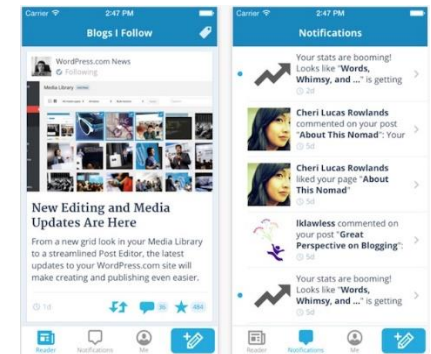 Carrier 2:47 PM
Blogs I Follow
WordPress.com News
Following
Media Library
New Editing and Media
Updates Are Here
From a new grid look in your Media Library
to a streamlined Post Editor, the latest
updates to your WordPress.com site will
make creating and publishing even easier.
1d 36 484
Reader Notifications Me
Carrier 2:47 PM
Notifications
Your stats are booming!
Looks like "Words,
Whimsy, and ..." is getting
2d
Cheri Lucas Rowlands
commented on your post
"About This Nomad": Your
5d
Cheri Lucas Rowlands
liked your page "About
This Nomad"
5d
lklawless commented on
your post "Great
Perspective on Blogging":
5d
Your stats are booming!
Looks like "Words,
Whimsy, and ..." is getting
5d
Reader Notifications Me